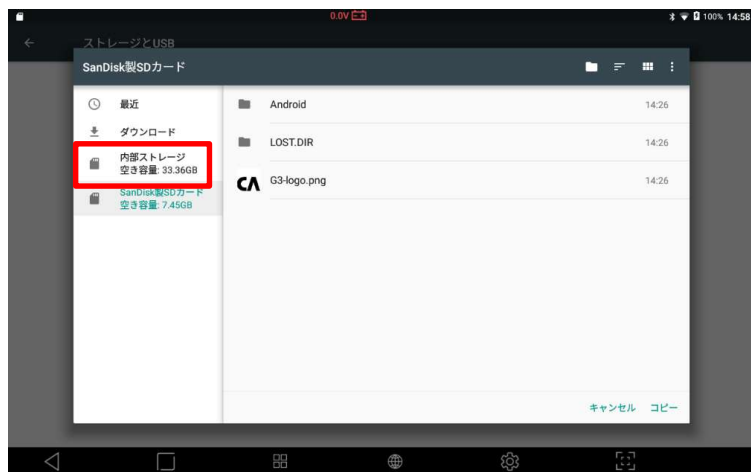 0.0V
100% 14:58
ストレージとUSB
SanDisk製SDカード
最近
ダウンロード
内部ストレージ
空き容量: 33.36GB
SanDisk製SDカード
空き容量: 7.45GB
Android 14:26
LOST.DIR 14:26
CA G3-logo.png 14:26
キャンセル コピー